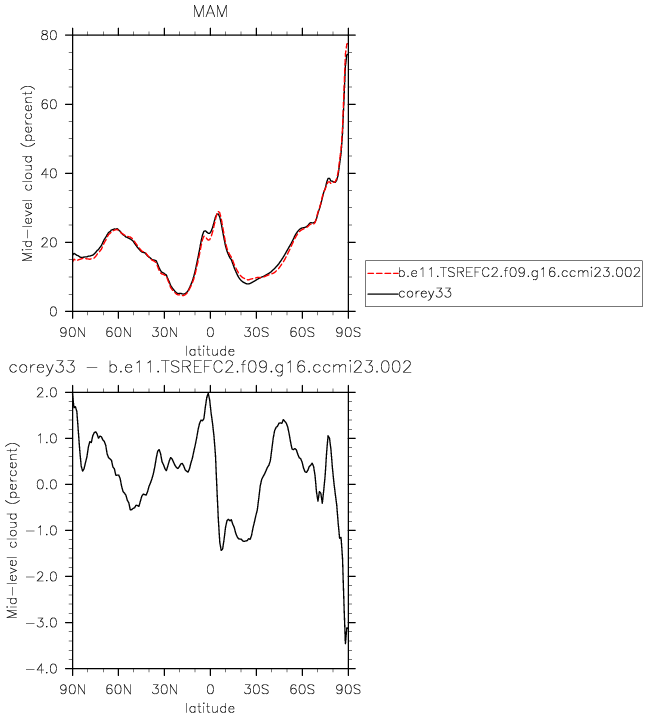 MAM
80
60
40
20
0
Mid-level cloud (percent)
90N 60N 30N 0 30S 60S 90S
latitude
b.e11.TSREFC2.f09.g16.ccmi23.002
corey33
corey33 - b.e11.TSREFC2.f09.g16.ccmi23.002
2.0
1.0
0.0
-1.0
-2.0
-3.0
-4.0
Mid-level cloud (percent)
90N 60N 30N 0 30S 60S 90S
latitude